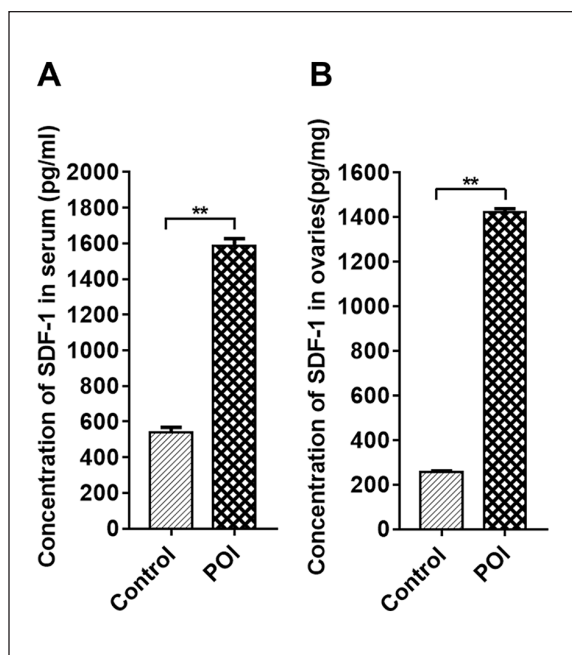 A
Concentration of SDF-1 in serum (pg/ml)
2000
1800
1600
1400
1200
1000
800
600
400
200
0
**
Control
POI
B
Concentration of SDF-1 in ovaries(pg/mg)
1600
1400
1200
1000
800
600
400
200
0
**
Control
POI